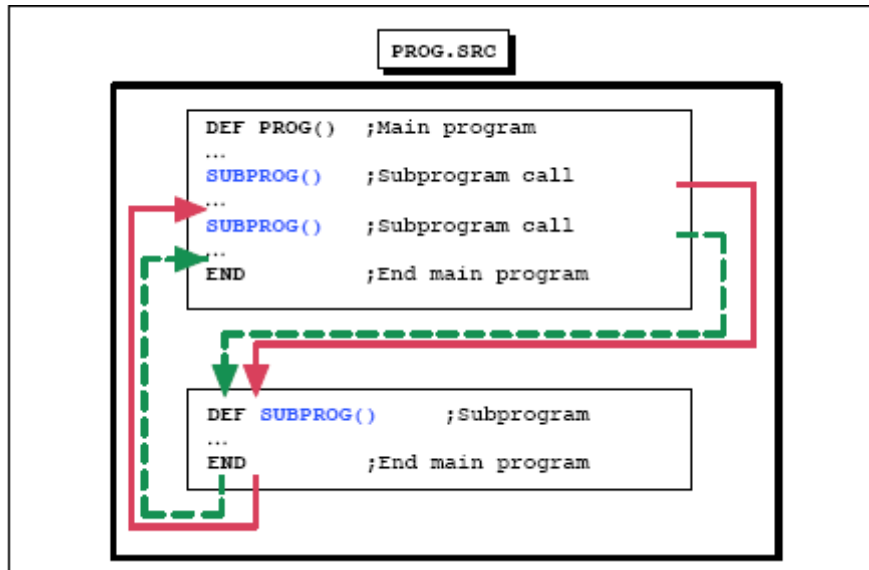 PROG.SRC
DEF PROG() ;Main program
...
SUBPROG() ;Subprogram call
...
SUBPROG() ;Subprogram call
...
END ;End main program
DEF SUBPROG() ;Subprogram
...
END ;End main program